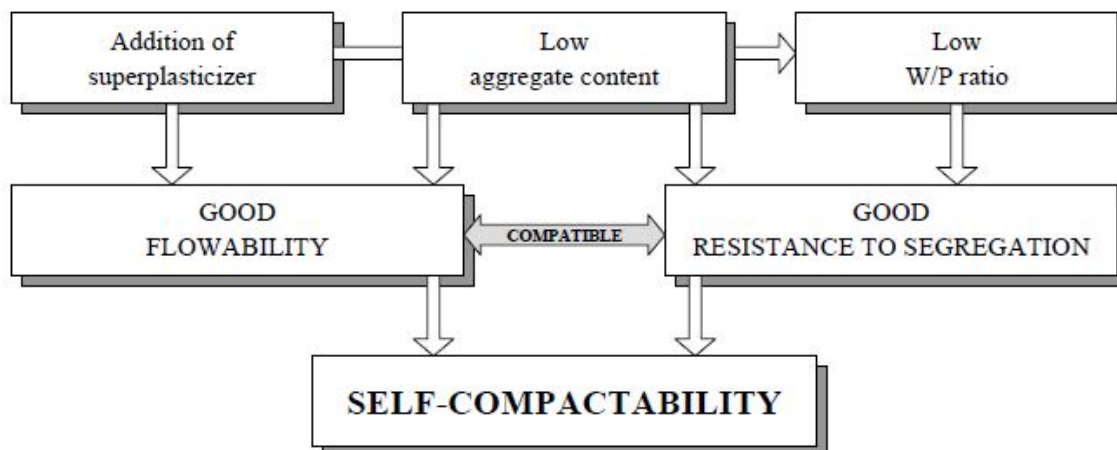 Addition of
superplasticizer
Low
aggregate content
Low
W/P ratio
GOOD
FLOWABILITY
COMPATIBLE
GOOD
RESISTANCE TO SEGREGATION
SELF-COMPACTABILITY